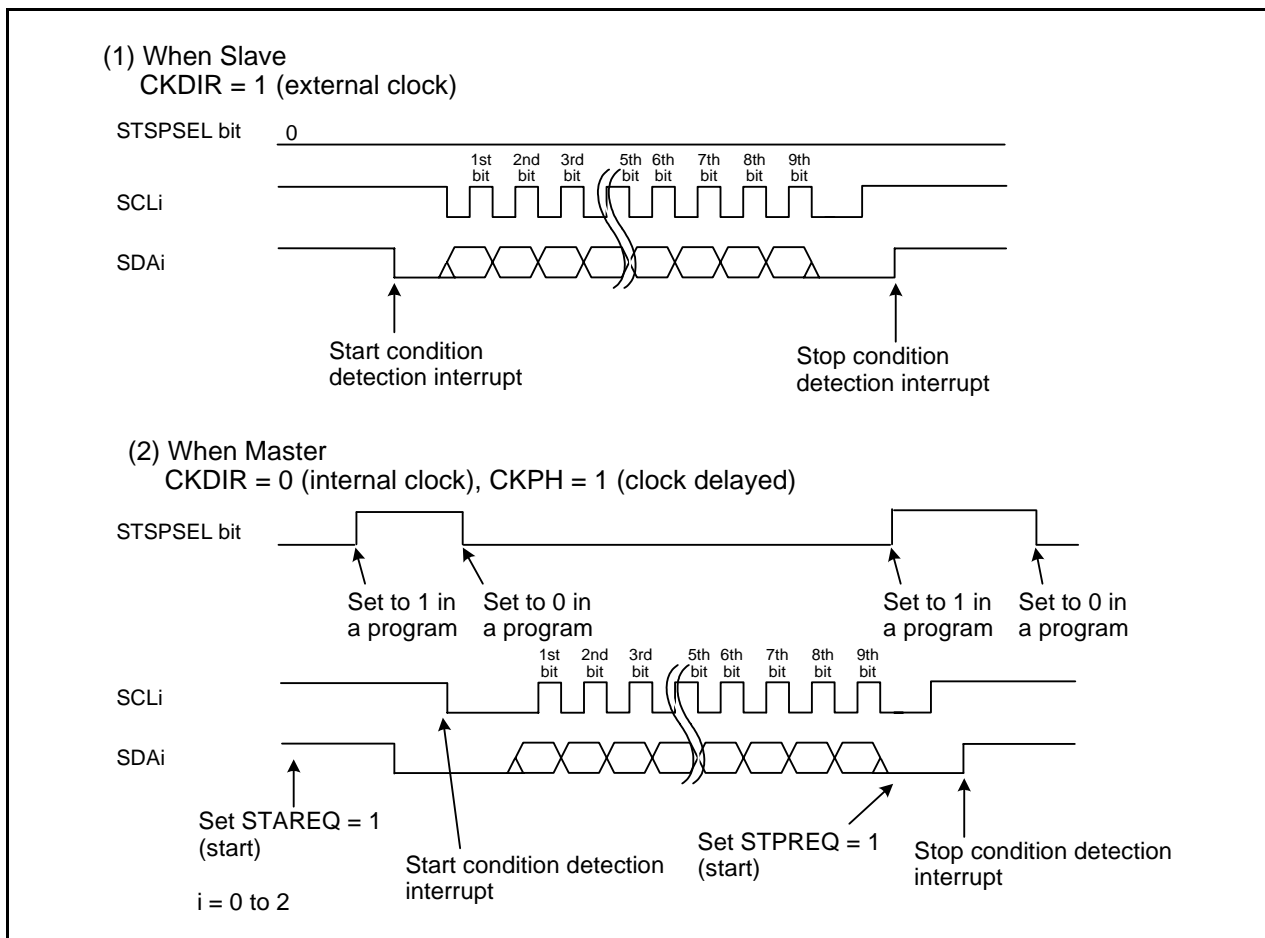 (1) When Slave
CKDIR = 1 (external clock)
STSPSEL bit
0
1st
bit
2nd
bit
3rd
bit
5th
bit
6th
bit
7th
bit
8th
bit
9th
bit
SCLi
SDAi
Start condition
detection interrupt
Stop condition
detection interrupt
(2) When Master
CKDIR = 0 (internal clock), CKPH = 1 (clock delayed)
STSPSEL bit
Set to 1 in
a program
Set to 0 in
a program
Set to 1 in
a program
Set to 0 in
a program
1st
bit
2nd
bit
3rd
bit
5th
bit
6th
bit
7th
bit
8th
bit
9th
bit
SCLi
SDAi
Set STAREQ = 1
(start)
Start condition detection
interrupt
Set STPREQ = 1
(start)
Stop condition detection
interrupt
i = 0 to 2